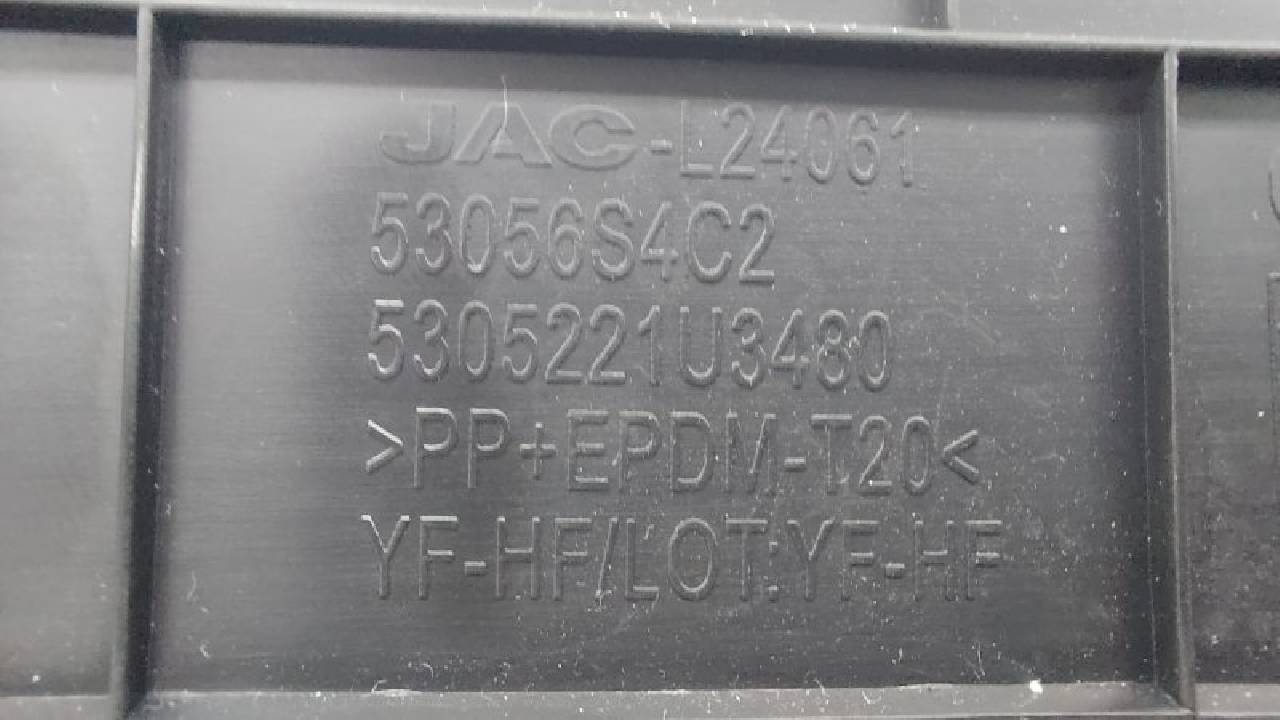 JAC-L24061
53056S4C2
5305221U3480
>PP+EPDM-T20<
YF-HF/LOT:YF-HF